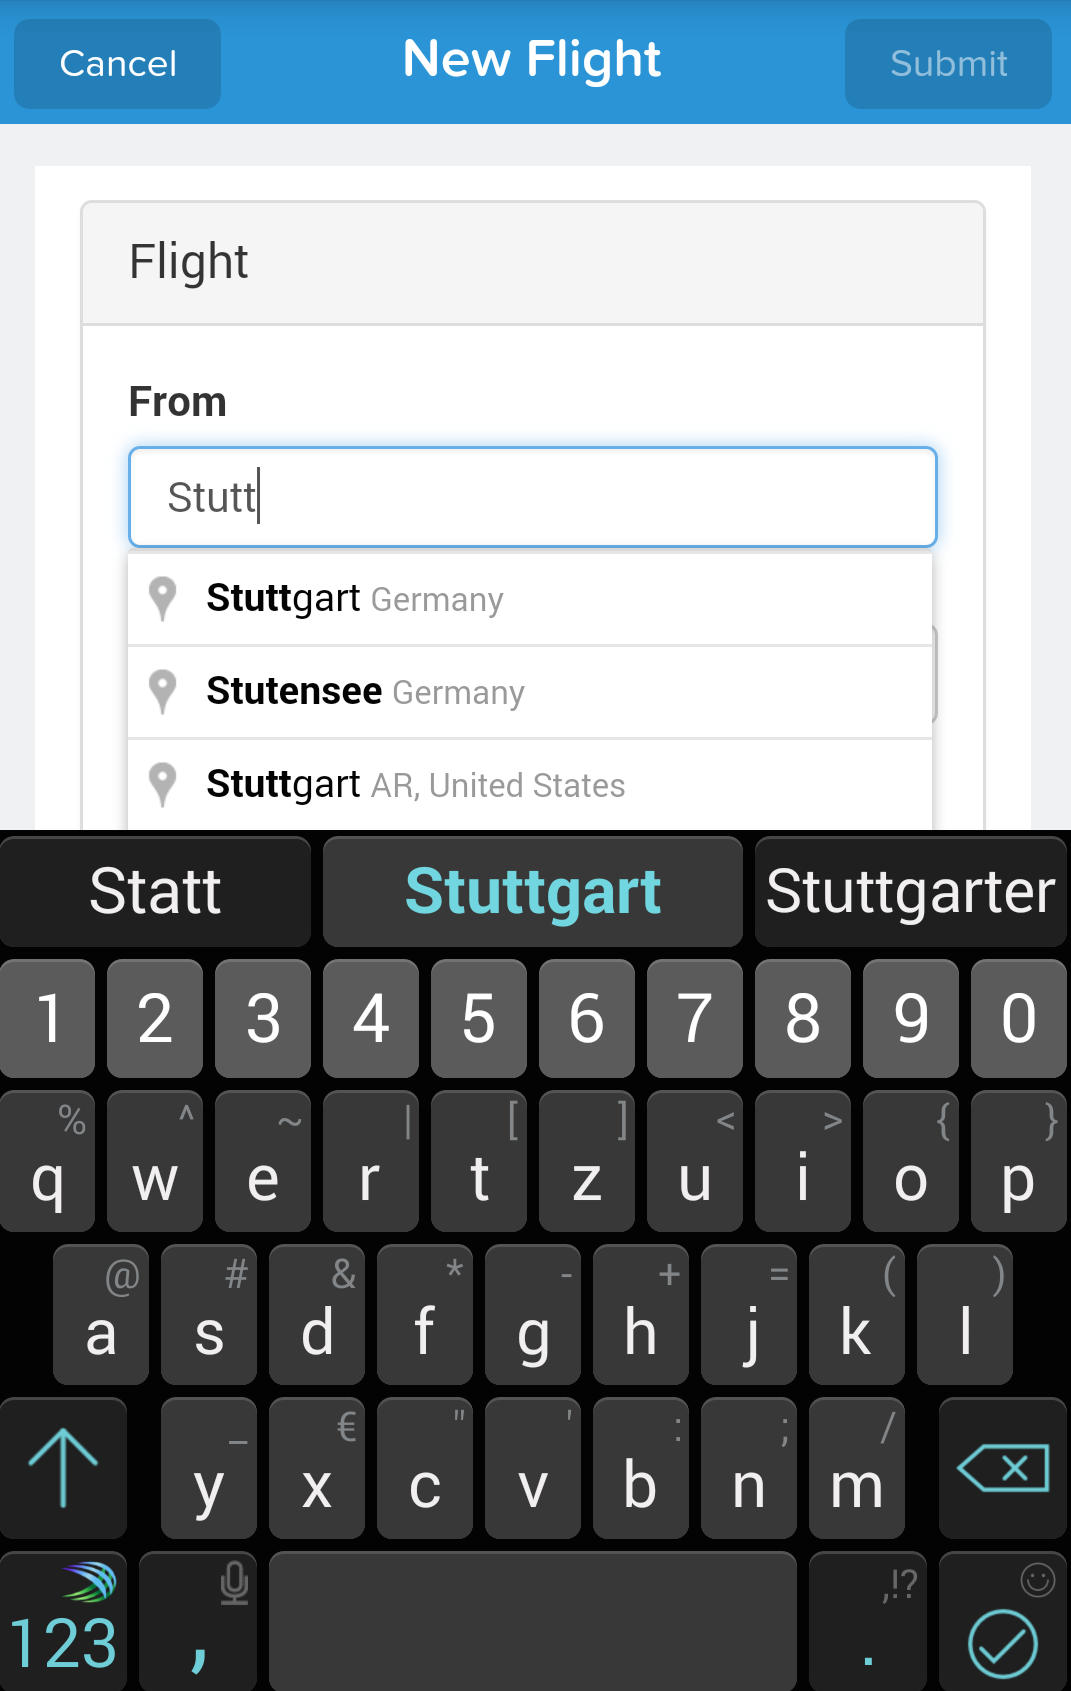 Cancel New Flight Submit
Flight
From
Stutt
Stuttgart Germany
Stutensee Germany
Stuttgart AR, United States
Statt Stuttgart Stuttgarter
1 2 3 4 5 6 7 8 9 0
% ^ ~ | [ ] < > { }
q w e r t z u i o p
@ # & * - + = ( )
a s d f g h j k l
_ € " ' : ; /
y x c v b n m
,!?
123 , .